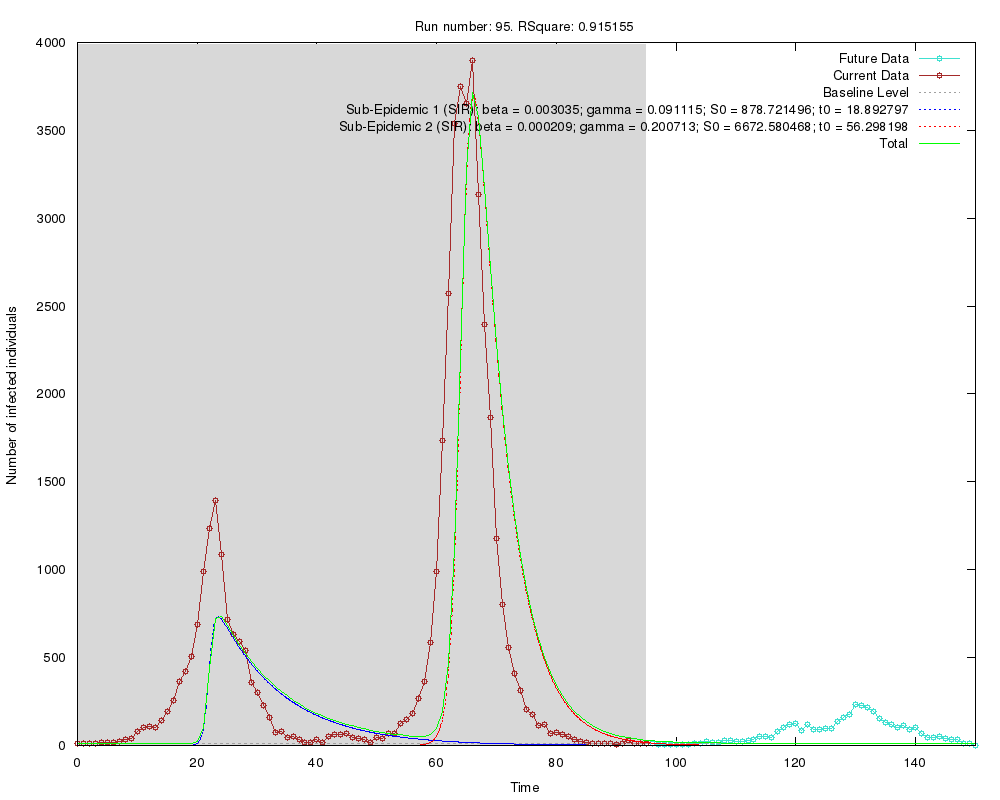 Run number: 95. RSquare: 0.915155
Future Data
Current Data
Baseline Level
Sub-Epidemic 1 (SIR); beta = 0.003035; gamma = 0.091115; S0 = 878.721496; t0 = 18.892797
Sub-Epidemic 2 (SIR); beta = 0.000209; gamma = 0.200713; S0 = 6672.580468; t0 = 56.298198
Total
Number of infected individuals
4000
3500
3000
2500
2000
1500
1000
500
0
0 20 40 60 80 100 120 140
Time